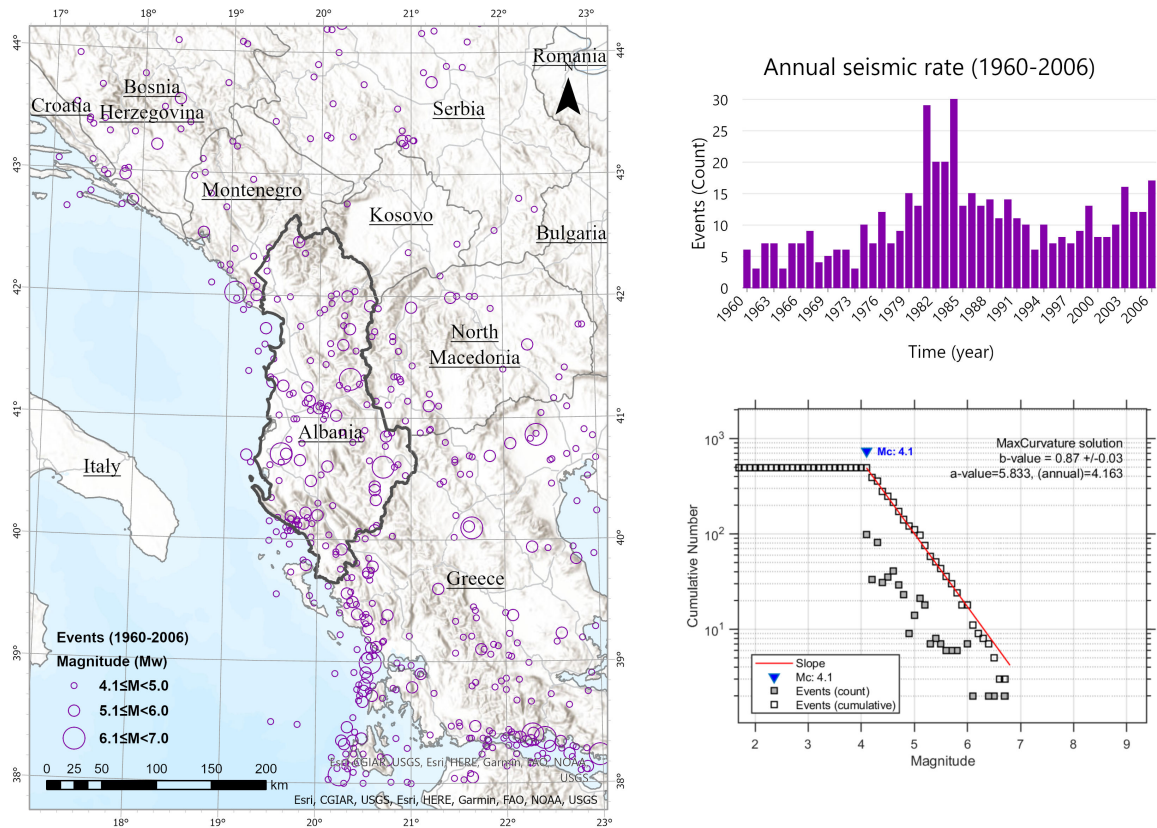 17° 18° 19° 20° 21° 22° 23°
44° 44°
Romania
N
Bosnia
Croatia Herzegovina
Serbia
43° 43°
Montenegro
Kosovo
Bulgaria
42° 42°
North
Macedonia
41° 41°
Albania
Italy
40° 40°
Greece
Events (1960-2006)
39° 39°
Magnitude (Mw)
4.1≤M<5.0
5.1≤M<6.0
6.1≤M<7.0
38° 38°
0 25 50 100 150 200
km
Esri, CGIAR, USGS, Esri, HERE, Garmin, FAO, NOAA,
USGS
Esri, CGIAR, USGS, Esri, HERE, Garmin, FAO, NOAA, USGS
18° 19° 20° 21° 22° 23°
Annual seismic rate (1960-2006)
Events (Count)
30
25
20
15
10
5
0
1960 1963 1966 1969 1973 1976 1979 1982 1985 1988 1991 1994 1997 2000 2003 2006
Time (year)
Cumulative Number
10³
10²
10¹
MaxCurvature solution
b-value = 0.87 +/-0.03
a-value=5.833, (annual)=4.163
Mc: 4.1
Slope
Mc: 4.1
Events (count)
Events (cumulative)
2 3 4 5 6 7 8 9
Magnitude